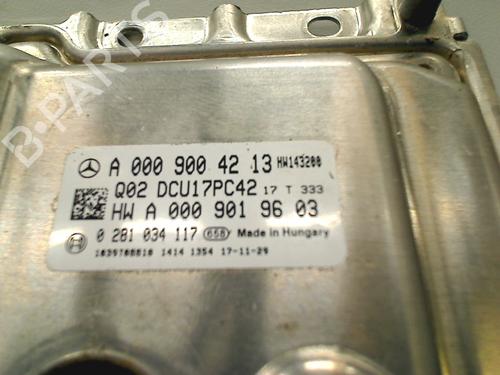 A 000 900 42 13 HW143200
Q02 DCU17PC42 17 T 333
HW A 000 901 96 03
0 281 034 117 658 Made in Hungary
1039708810 1414 1354 17-11-29
B-PARTS